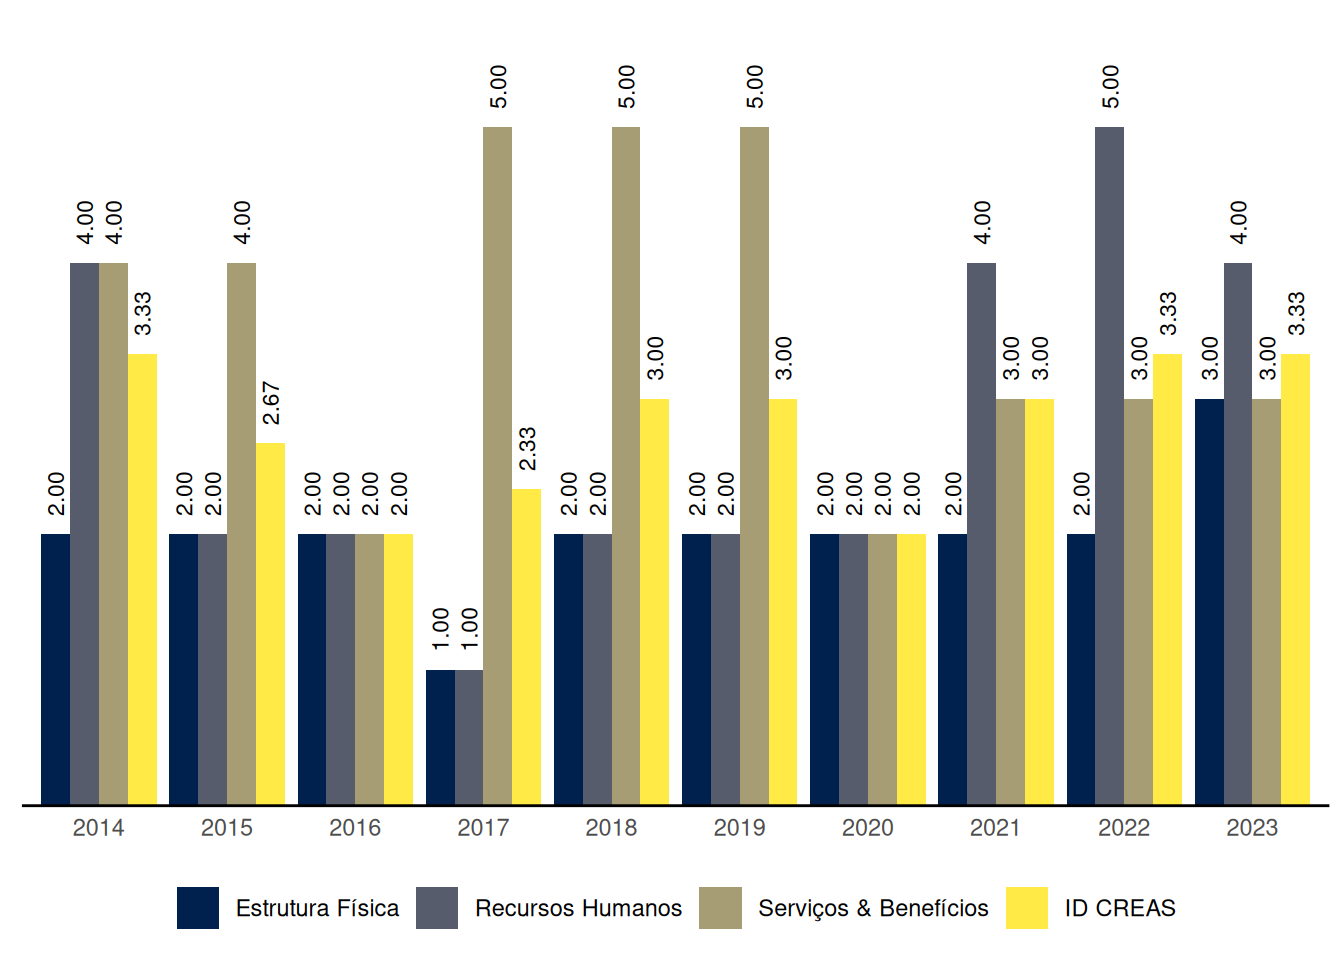 5.00 5.00 5.00 5.00
4.00 4.00 4.00 4.00 4.00
3.33 3.33 3.33
3.00 3.00 3.00 3.00 3.00 3.00 3.00
2.67
2.33
2.00 2.00 2.00 2.00 2.00 2.00 2.00 2.00 2.00 2.00 2.00 2.00 2.00 2.00 2.00 2.00 2.00
1.00 1.00
2014 2015 2016 2017 2018 2019 2020 2021 2022 2023
Estrutura Física Recursos Humanos Serviços & Benefícios ID CREAS